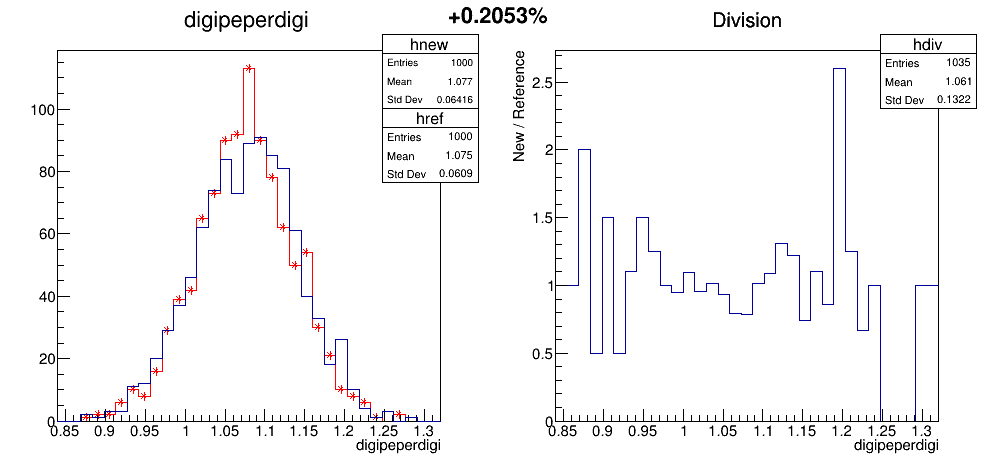 digipeperdigi
+0.2053%
Division
hnew
Entries 1000
Mean 1.077
Std Dev 0.06416
href
Entries 1000
Mean 1.075
Std Dev 0.0609
100
80
60
40
20
0
0.85 0.9 0.95 1 1.05 1.1 1.15 1.2 1.25 1.3
digipeperdigi
hdiv
Entries 1035
Mean 1.061
Std Dev 0.1322
New / Reference
2.5
2
1.5
1
0.5
0
0.85 0.9 0.95 1 1.05 1.1 1.15 1.2 1.25 1.3
digipeperdigi